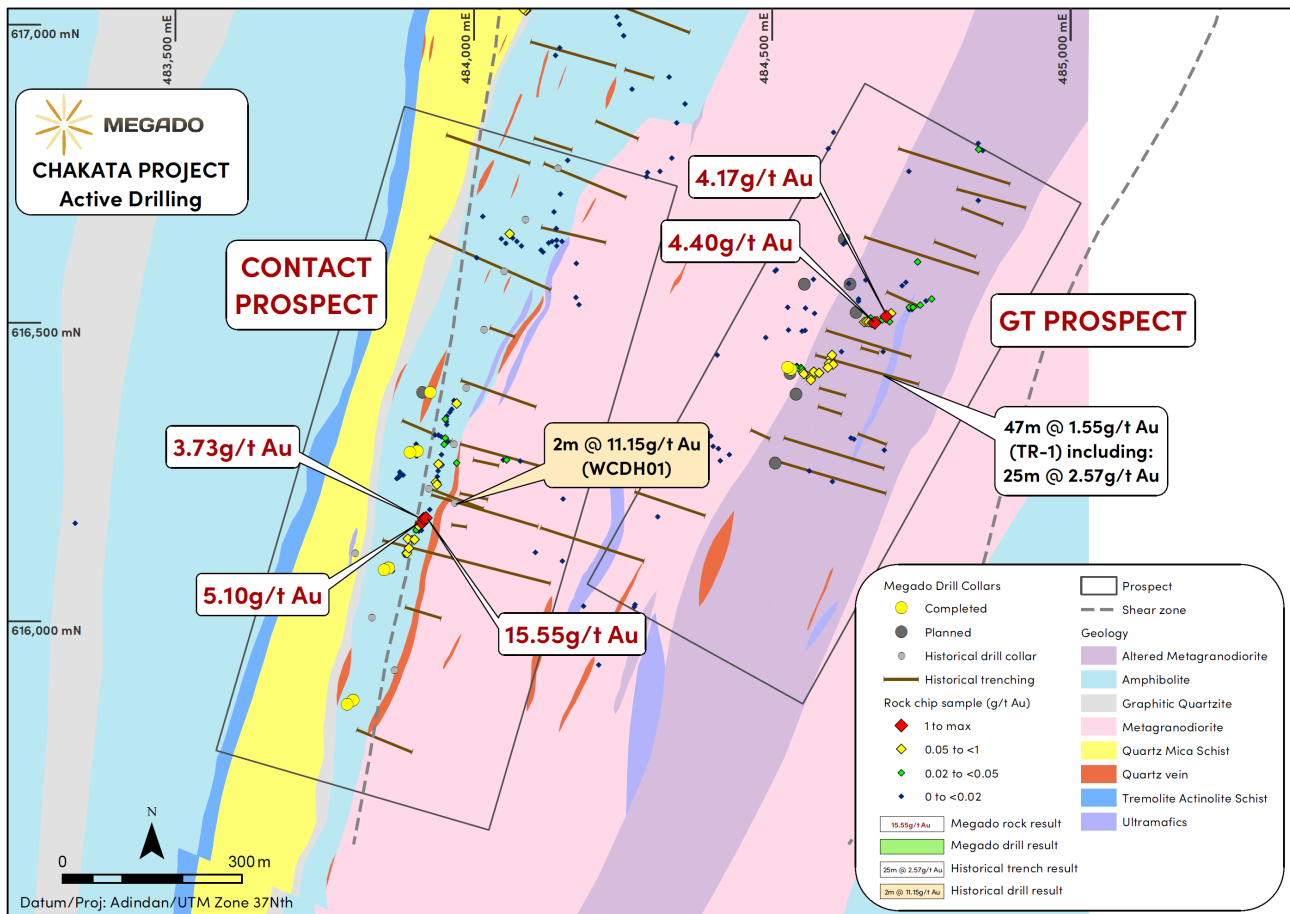 617,000 mN
483,500 mE
484,000 mE
484,500 mE
485,000 mE
MEGADO
CHAKATA PROJECT
Active Drilling
4.17g/t Au
4.40g/t Au
CONTACT
PROSPECT
616,500 mN
GT PROSPECT
3.73g/t Au
2m @ 11.15g/t Au
(WCDH01)
47m @ 1.55g/t Au
(TR-1) including:
25m @ 2.57g/t Au
5.10g/t Au
15.55g/t Au
616,000 mN
Megado Drill Collars
Completed
Planned
Historical drill collar
Historical trenching
Rock chip sample (g/t Au)
1 to max
0.05 to <1
0.02 to <0.05
0 to <0.02
15.55g/t Au
Megado rock result
Megado drill result
25m @ 2.57g/t Au
Historical trench result
2m @ 11.15g/t Au
Historical drill result
Prospect
Shear zone
Geology
Altered Metagranodiorite
Amphibolite
Graphitic Quartzite
Metagranodiorite
Quartz Mica Schist
Quartz vein
Tremolite Actinolite Schist
Ultramafics
N
0
300 m
Datum/Proj: Adindan/UTM Zone 37Nth